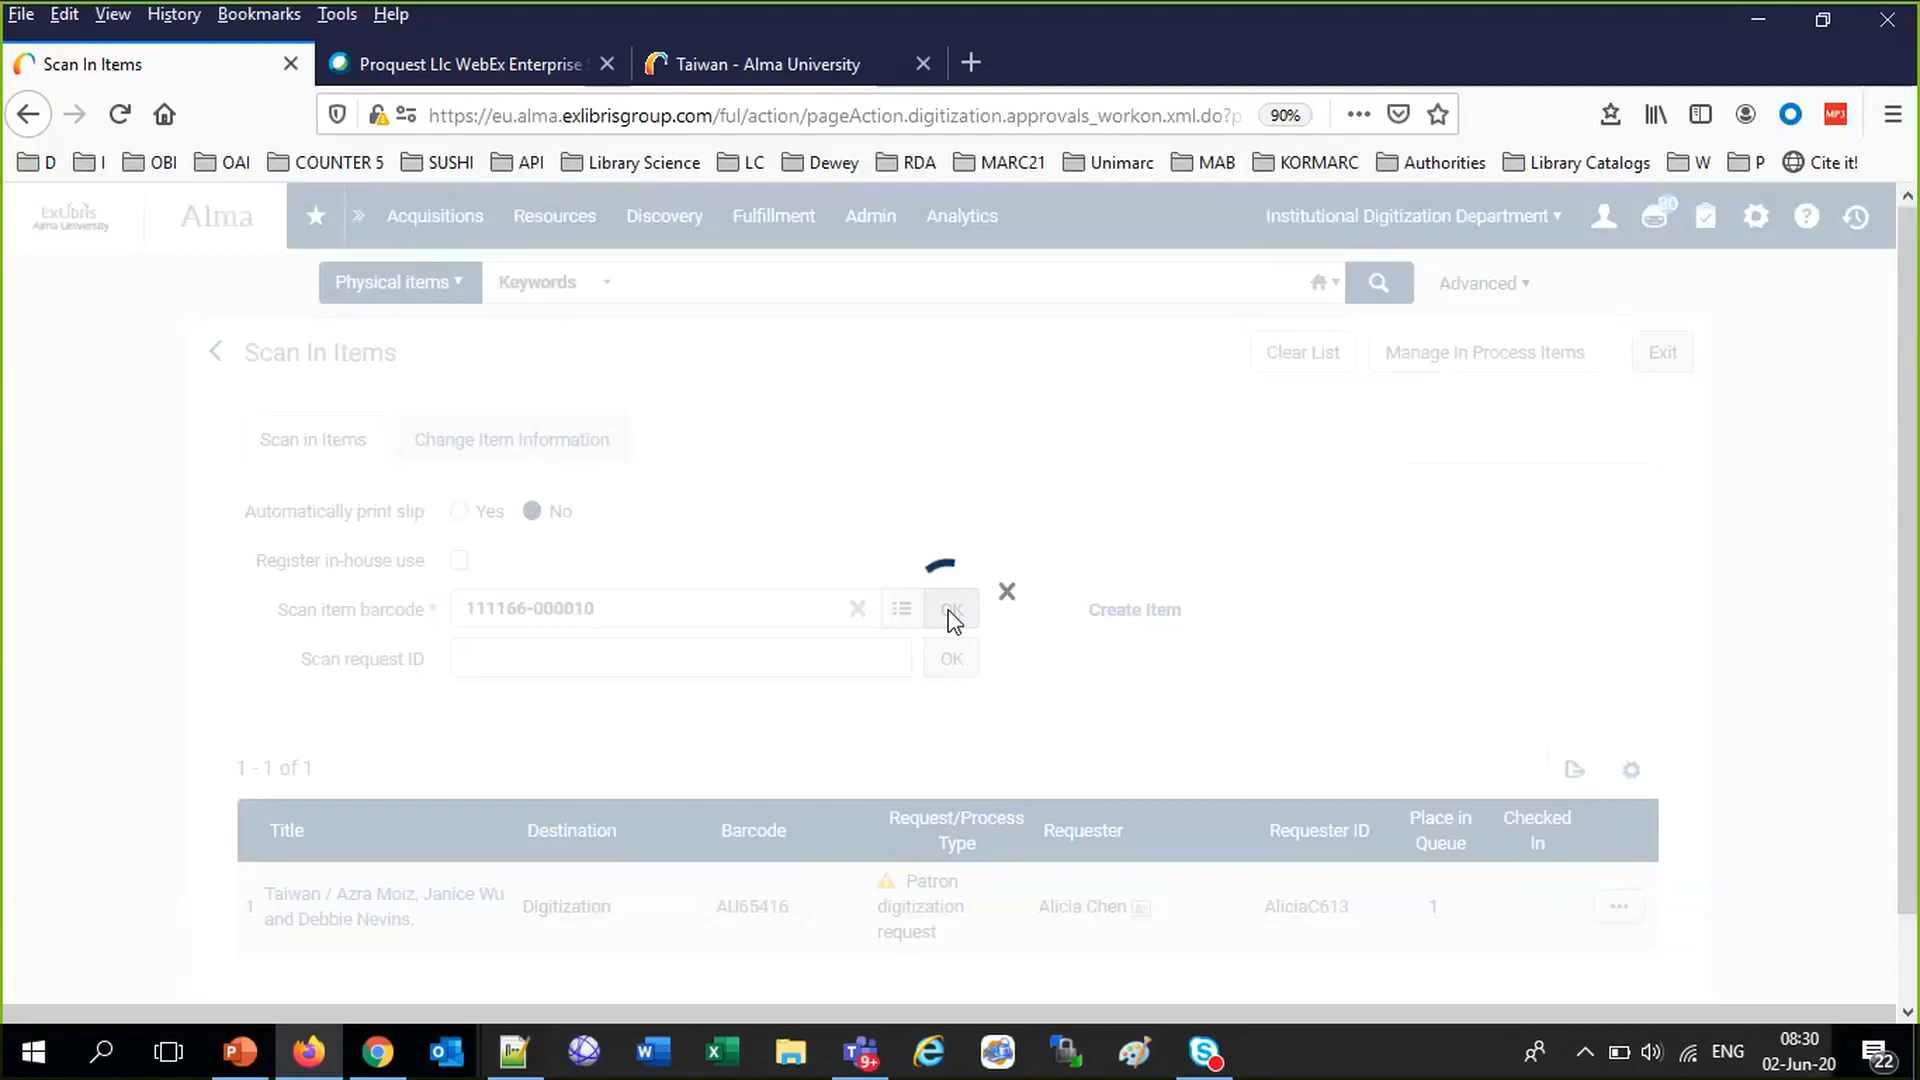 File Edit View History Bookmarks Tools Help
Scan In Items
Proquest Llc WebEx Enterprise
Taiwan - Alma University
https://eu.alma.exlibrisgroup.com/ful/action/pageAction.digitization.approvals_workon.xml.do?p
90%
MP3
D I OBI OAI COUNTER 5 SUSHI API Library Science LC Dewey RDA MARC21 Unimarc MAB KORMARC Authorities Library Catalogs W P Cite it!
ExLibris
Alma University
Alma
Acquisitions Resources Discovery Fulfillment Admin Analytics
Institutional Digitization Department
80
Physical items Keywords Advanced
Scan In Items
Clear List Manage In Process Items Exit
Scan in Items Change Item Information
Automatically print slip Yes No
Register in-house use
Scan item barcode * 111166-000010 OK Create Item
Scan request ID OK
1 - 1 of 1
Title Destination Barcode Request/Process Type Requester Requester ID Place in Queue Checked In
1 Taiwan / Azra Moiz, Janice Wu and Debbie Nevins. Digitization AU65416 Patron digitization request Alicia Chen AliciaC613 1
9+
ENG
08:30
02-Jun-20
22